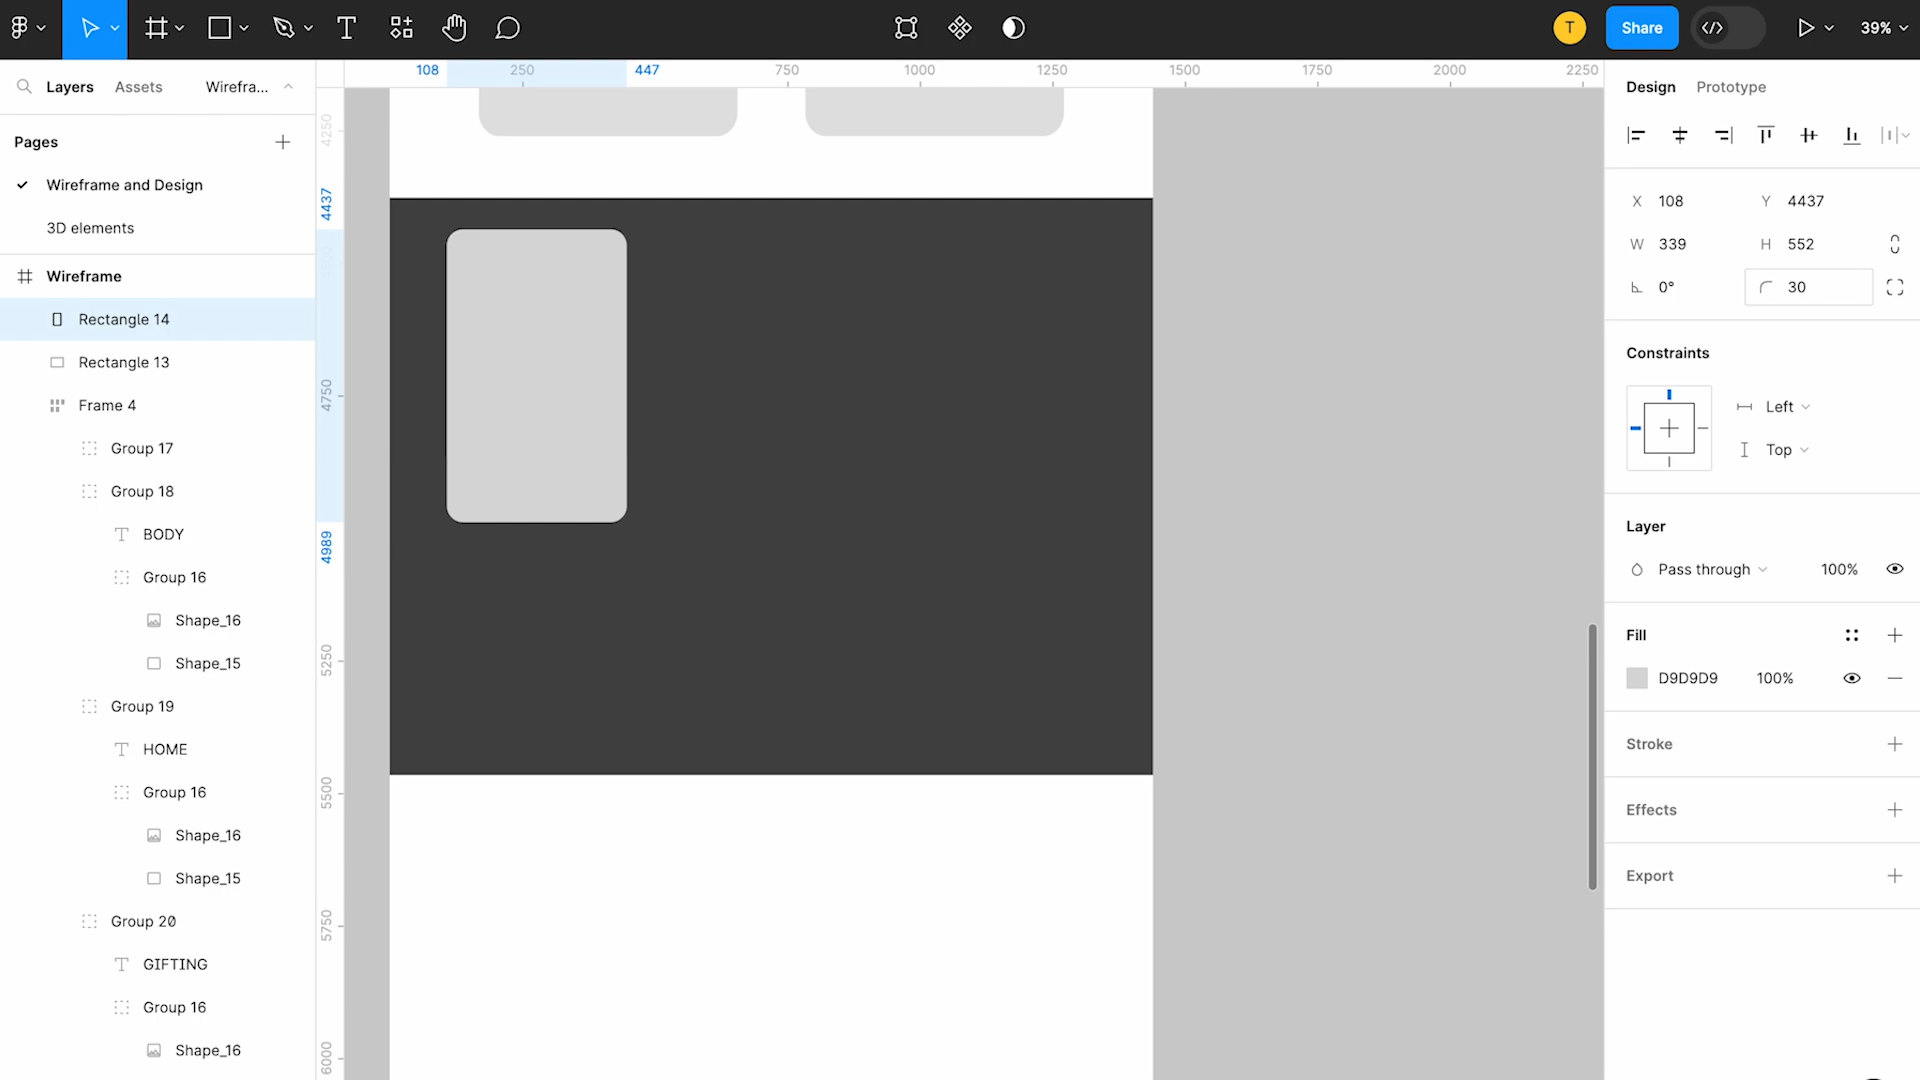 T
Share
39%
Layers
Assets
Wirefra...
108
250
447
750
1000
1250
1500
1750
2000
2250
Design
Prototype
Pages
Wireframe and Design
3D elements
Wireframe
Rectangle 14
Rectangle 13
Frame 4
Group 17
Group 18
BODY
Group 16
Shape_16
Shape_15
Group 19
HOME
Group 16
Shape_16
Shape_15
Group 20
GIFTING
Group 16
Shape_16
4250
4437
4750
4989
5250
5500
5750
6000
X 108
Y 4437
W 339
H 552
0°
30
Constraints
Left
Top
Layer
Pass through
100%
Fill
D9D9D9
100%
Stroke
Effects
Export